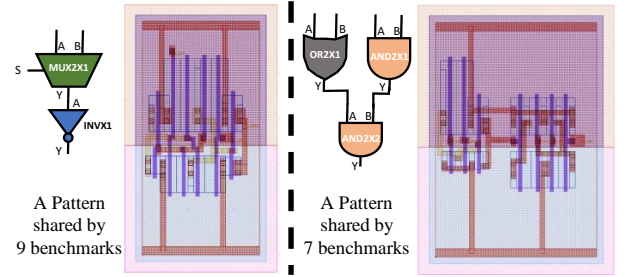 A B
S
MUX2X1
Y
A
INVX1
Y
A Pattern
shared by
9 benchmarks
A B
OR2X1
Y
A B
AND2X1
Y
A B
AND2X2
Y
A Pattern
shared by
7 benchmarks